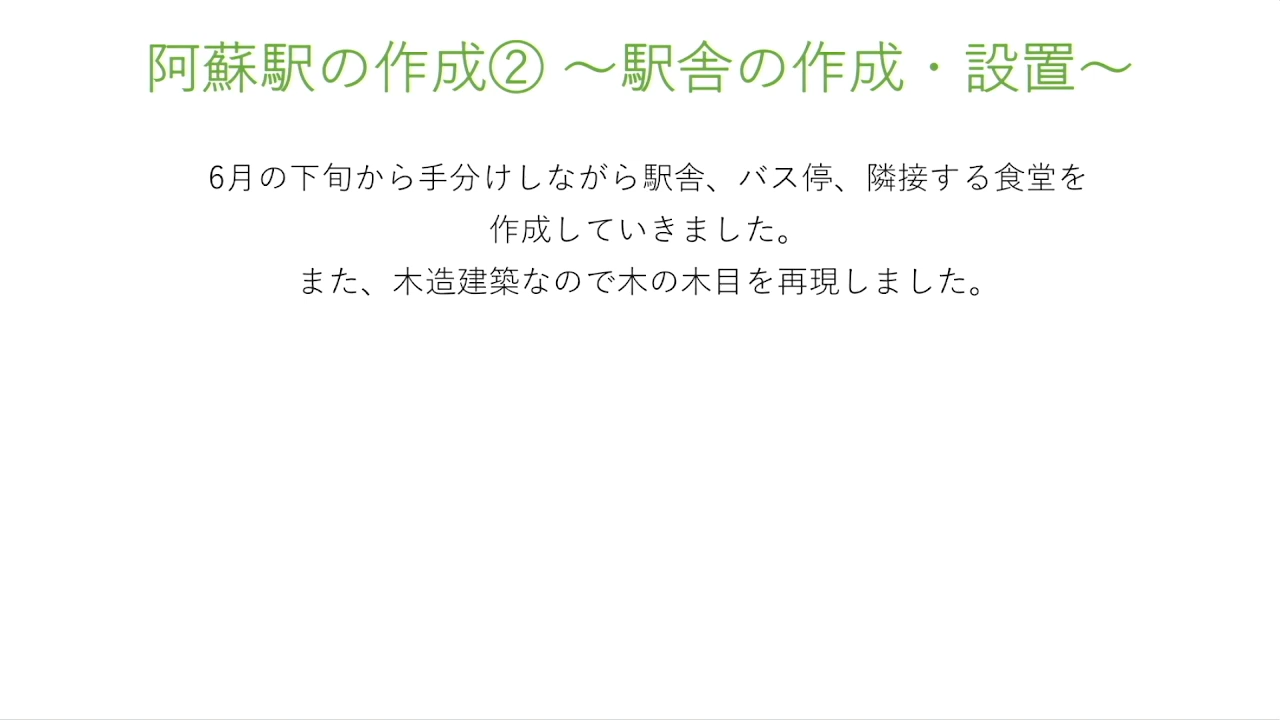 阿蘇駅の作成② ～駅舎の作成・設置～
6月の下旬から手分けしながら駅舎、バス停、隣接する食堂を
作成していきました。
また、木造建築なので木の木目を再現しました。